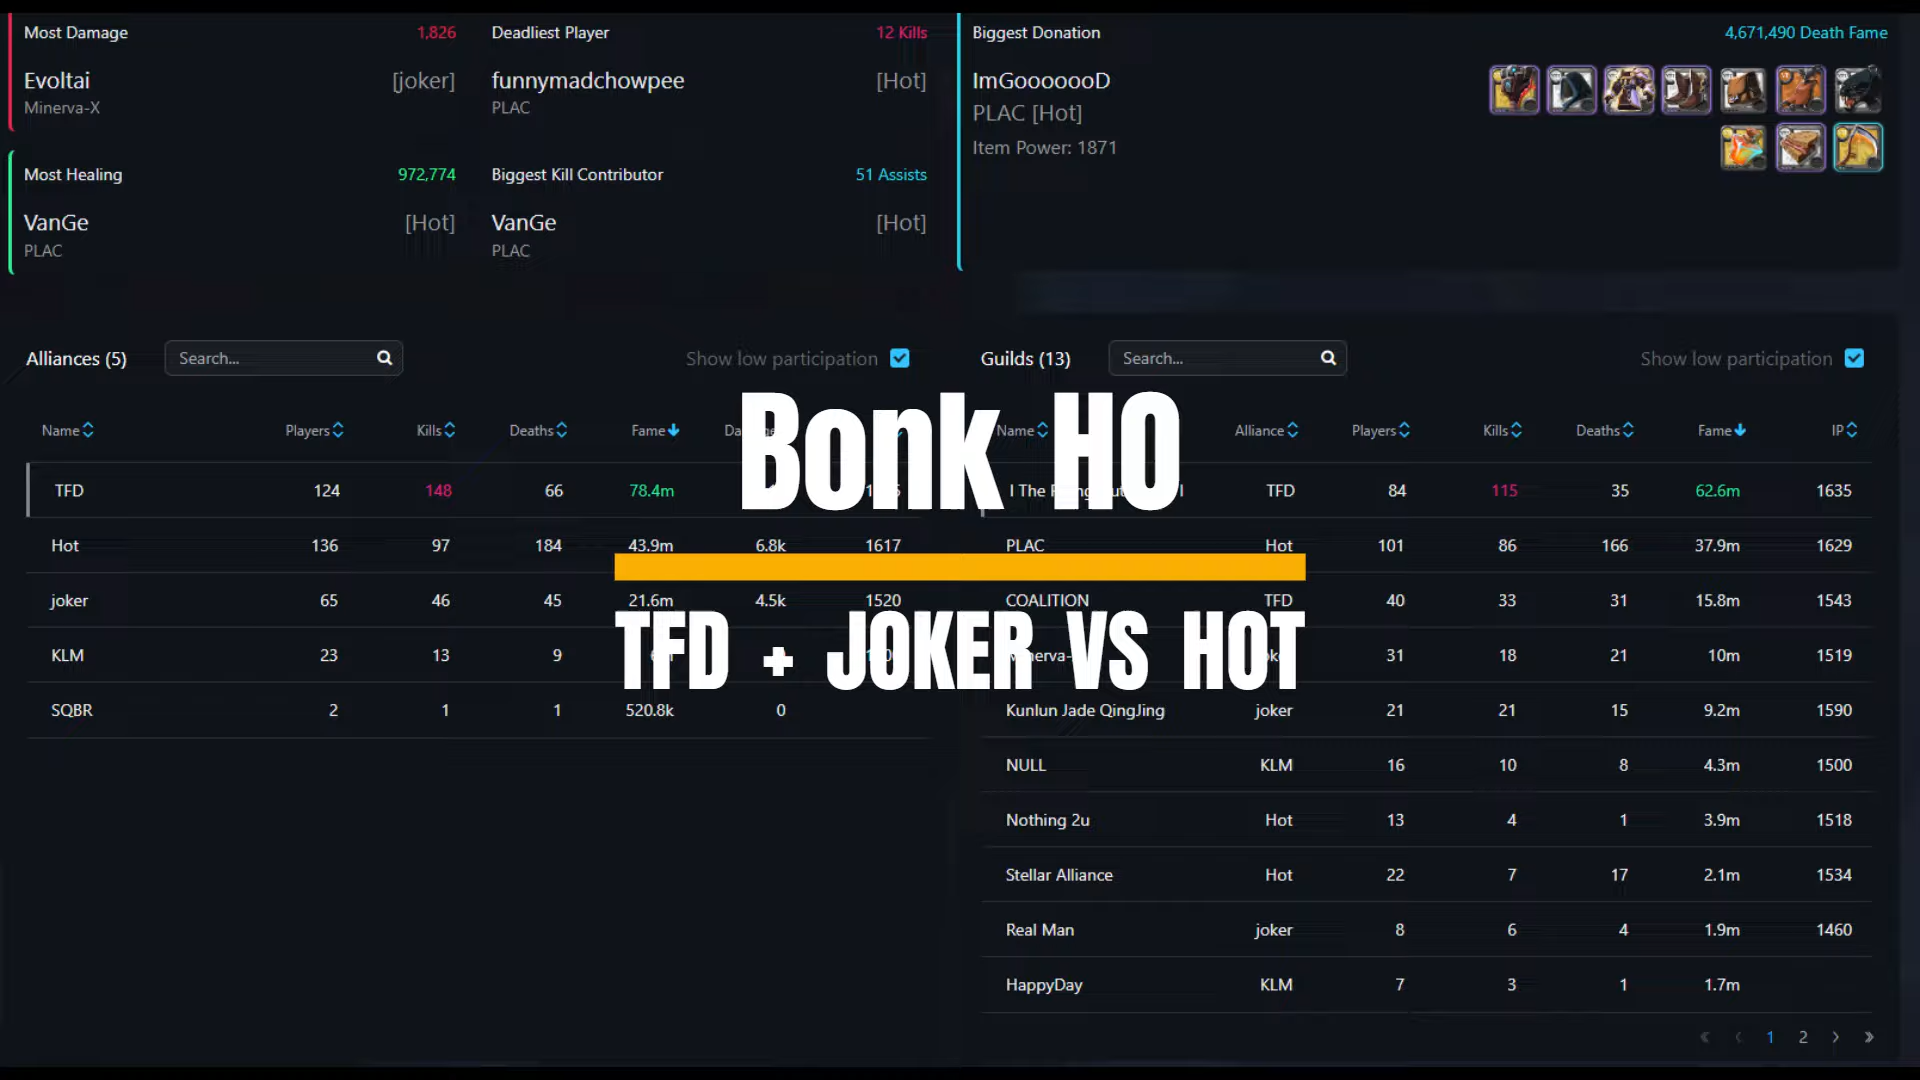 Most Damage 1,826 Deadliest Player 12 Kills Biggest Donation 4,671,490 Death Fame
Evoltai [joker] funnymadchowpee [Hot] ImGooooooD
Minerva-X PLAC PLAC [Hot]
Item Power: 1871
Most Healing 972,774 Biggest Kill Contributor 51 Assists
VanGe [Hot] VanGe [Hot]
PLAC PLAC
Alliances (5) Search... Show low participation Guilds (13) Search... Show low participation
Bonk HO
TFD + JOKER VS HOT
Name Players Kills Deaths Fame
TFD 124 148 66 78.4m
Hot 136 97 184 43.9m 6.8k 1617
joker 65 46 45 21.6m 4.5k 1520
KLM 23 13 9
SQBR 2 1 1 520.8k 0
Name Alliance Players Kills Deaths Fame IP
I The TFD 84 115 35 62.6m 1635
PLAC Hot 101 86 166 37.9m 1629
COALITION TFD 40 33 31 15.8m 1543
31 18 21 10m 1519
Kunlun Jade QingJing joker 21 21 15 9.2m 1590
NULL KLM 16 10 8 4.3m 1500
Nothing 2u Hot 13 4 1 3.9m 1518
Stellar Alliance Hot 22 7 17 2.1m 1534
Real Man joker 8 6 4 1.9m 1460
HappyDay KLM 7 3 1 1.7m
« ‹ 1 2 › »